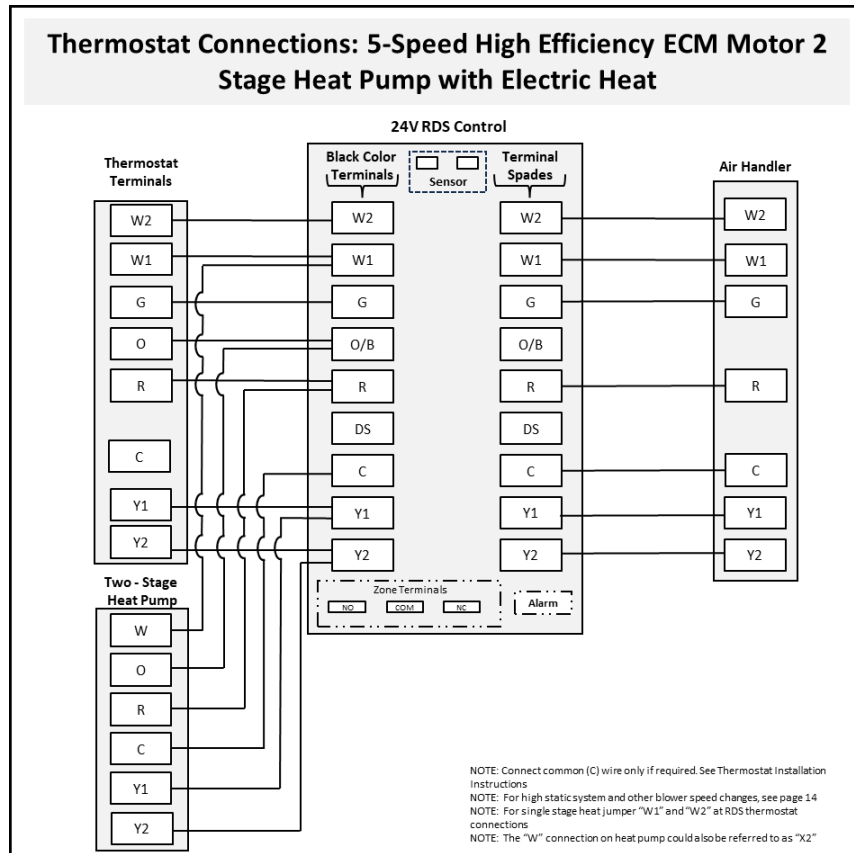 Thermostat Connections: 5-Speed High Efficiency ECM Motor 2
Stage Heat Pump with Electric Heat
24V RDS Control
Thermostat
Terminals
W2
W1
G
O
R
C
Y1
Y2
Two - Stage
Heat Pump
W
O
R
C
Y1
Y2
Black Color
Terminals
W2
W1
G
O/B
R
DS
C
Y1
Y2
Sensor
Terminal
Spades
W2
W1
G
O/B
R
DS
C
Y1
Y2
Zone Terminals
NO
COM
NC
Alarm
Air Handler
W2
W1
G
R
C
Y1
Y2
NOTE: Connect common (C) wire only if required. See Thermostat Installation
Instructions
NOTE: For high static system and other blower speed changes, see page 14
NOTE: For single stage heat jumper "W1" and "W2" at RDS thermostat
connections
NOTE: The "W" connection on heat pump could also be referred to as "X2"